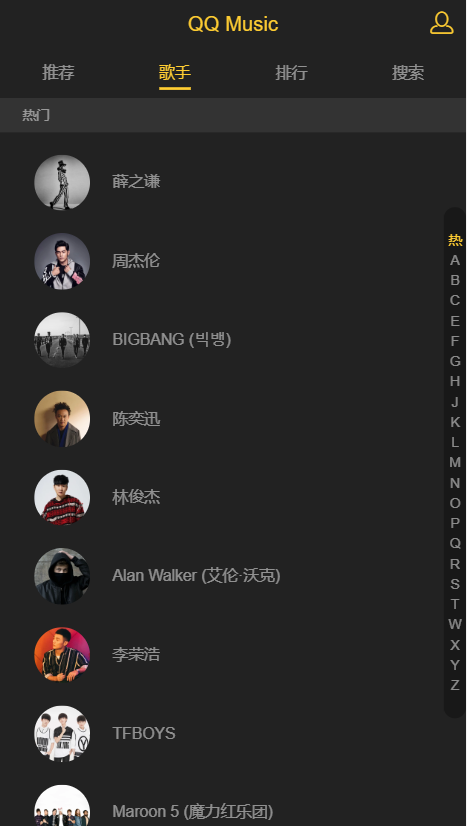 QQ Music
推荐 歌手 排行 搜索
热门
薛之谦
周杰伦
BIGBANG (빅뱅)
陈奕迅
林俊杰
Alan Walker (艾伦·沃克)
李荣浩
TFBOYS
Maroon 5 (魔力红乐团)
热
A
B
C
E
F
G
H
J
K
L
M
N
O
P
Q
R
S
T
W
X
Y
Z